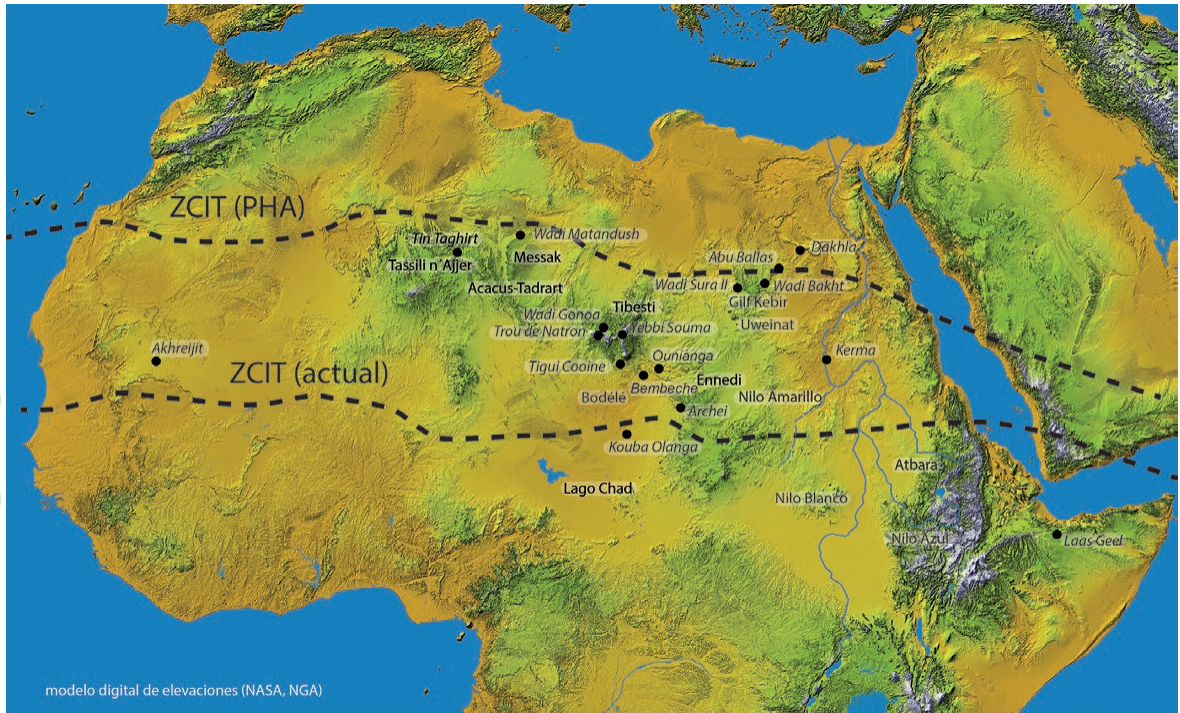 ZCIT (PHA)
Tin Taghirt
Wadi Matandush
Tassili n'Ajjer
Messak
Acacus-Tadrart
Dakhla
Abu Ballas
Wadi Sura II
Wadi Bakht
Gilf Kebir
Uweinat
Tibesti
Wadi Gonoa
Trou de Natron
Yebbi Souma
Akhreijit
Kerma
Ounianga
Tigui Cocine
ZCIT (actual)
Bembeche
Ennedi
Bodélé
Nilo Amarillo
Archei
Kouba Olanga
Atbara
Lago Chad
Nilo Blanco
Nilo Azul
Laas Geel
modelo digital de elevaciones (NASA, NGA)